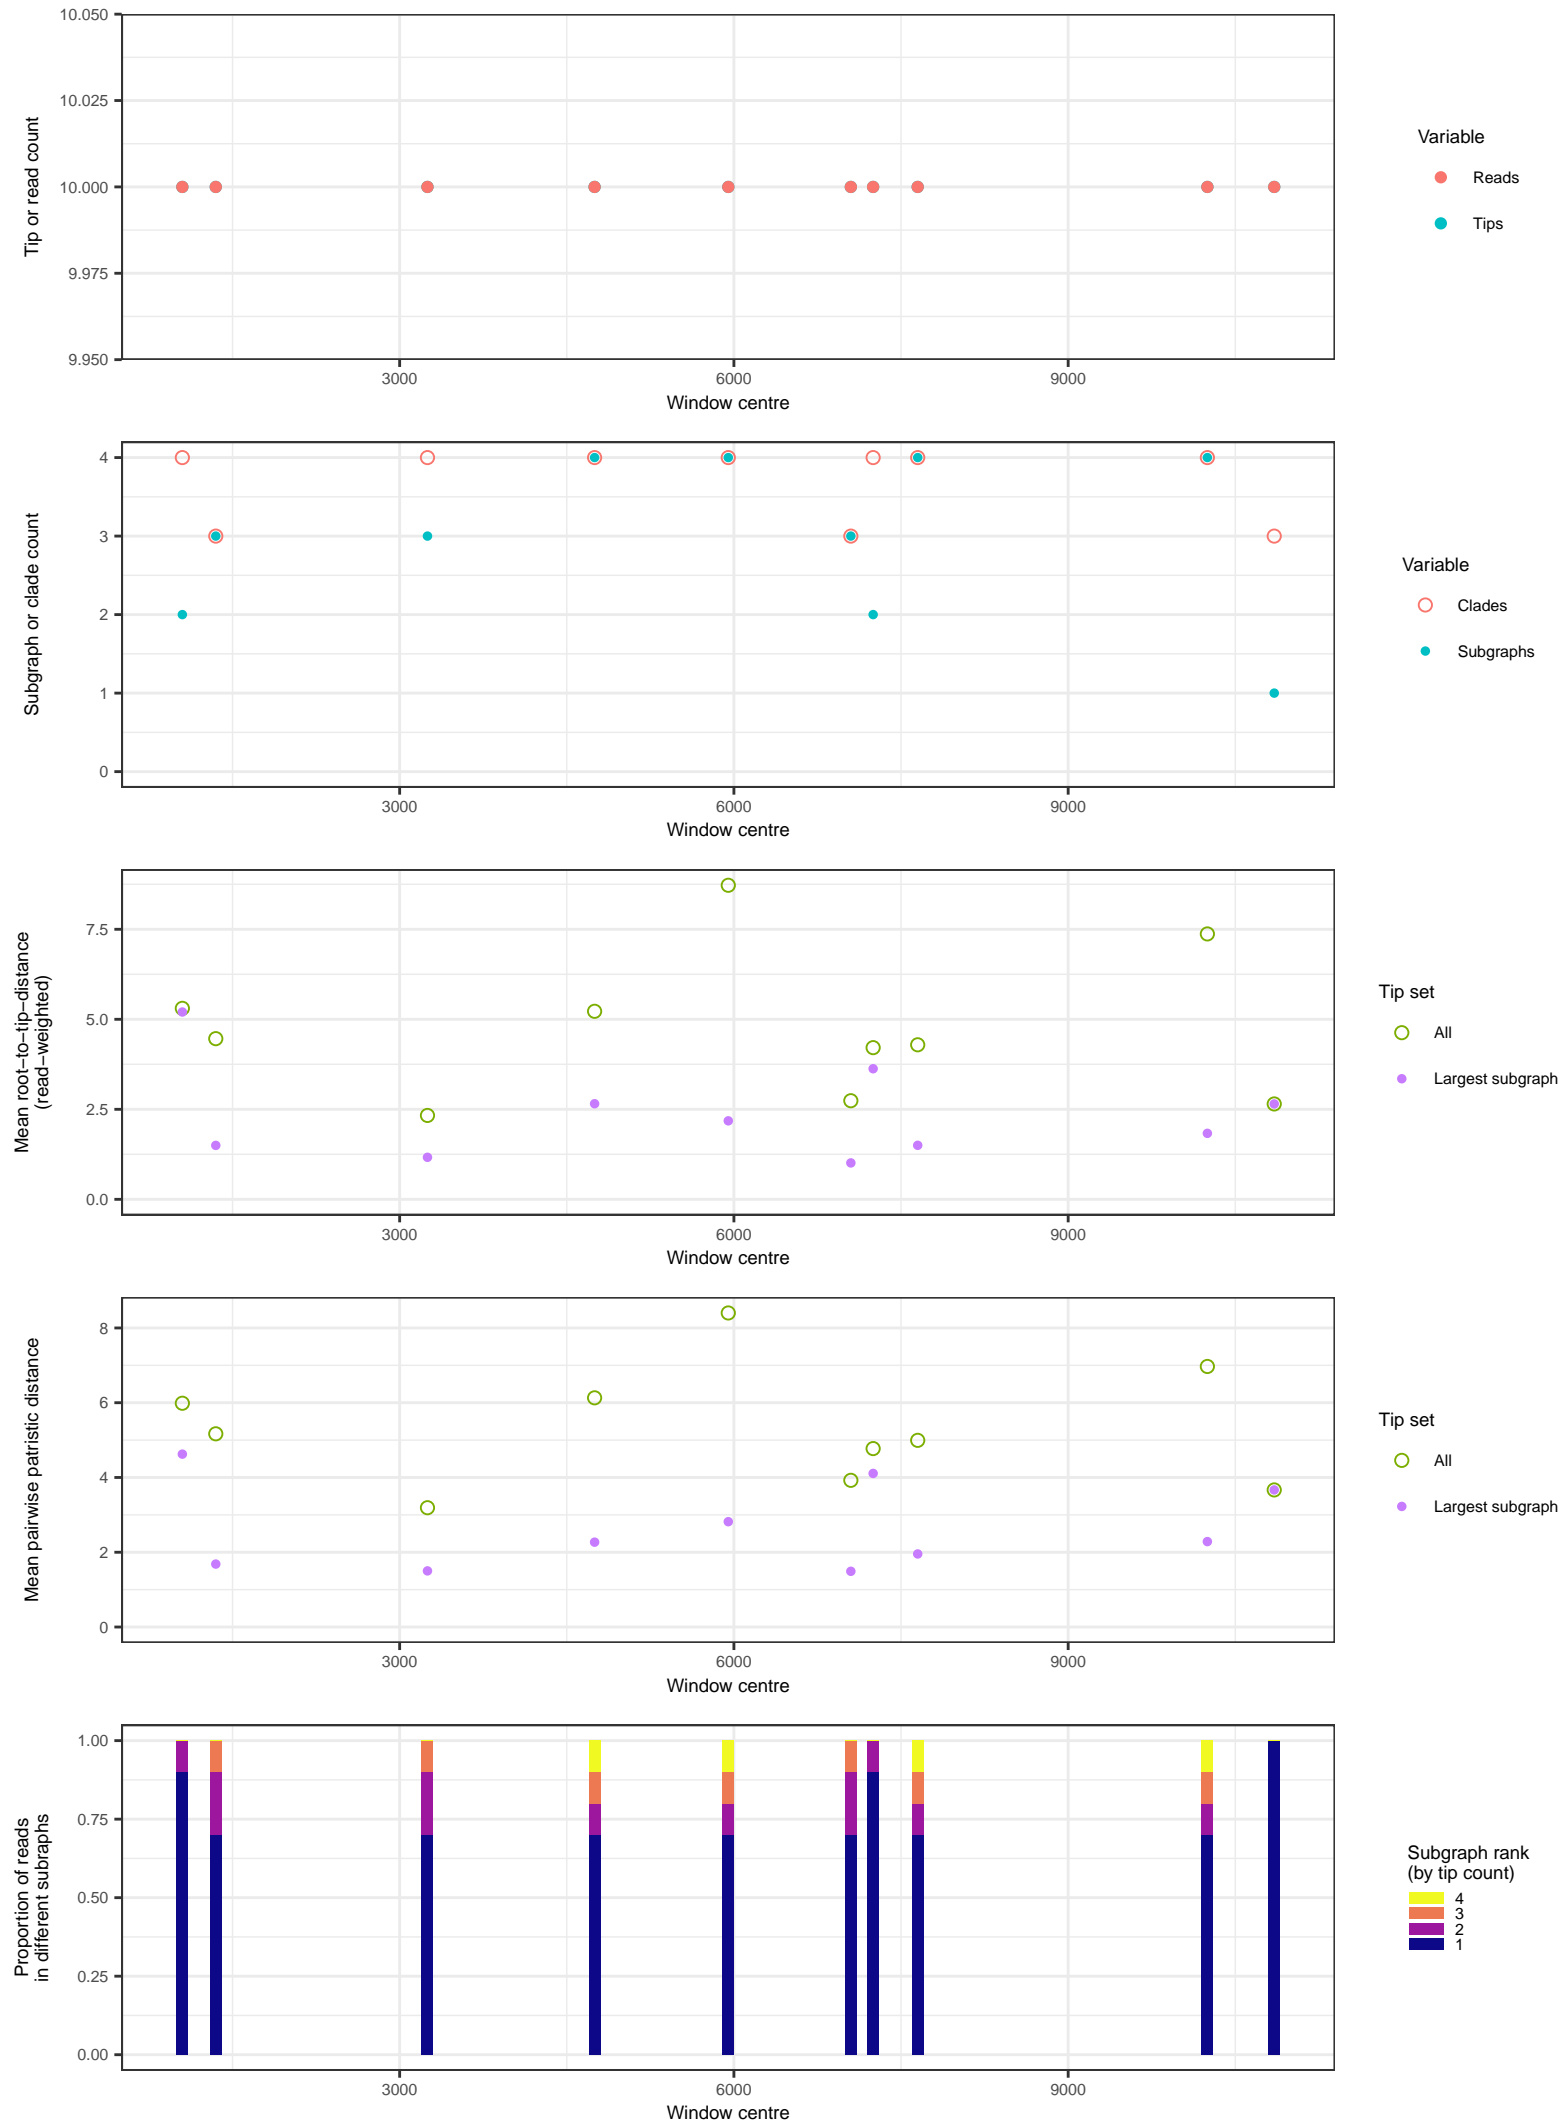 10.050
10.025
10.000
9.975
9.950
Tip or read count
3000
6000
9000
Window centre
Variable
Reads
Tips
4
3
2
1
0
Subgraph or clade count
3000
6000
9000
Window centre
Variable
Clades
Subgraphs
7.5
5.0
2.5
0.0
Mean root−to−tip−distance
(read−weighted)
3000
6000
9000
Window centre
Tip set
All
Largest subgraph
8
6
4
2
0
Mean pairwise patristic distance
3000
6000
9000
Window centre
Tip set
All
Largest subgraph
1.00
0.75
0.50
0.25
0.00
Proportion of reads
in different subraphs
3000
6000
9000
Window centre
Subgraph rank
(by tip count)
4
3
2
1